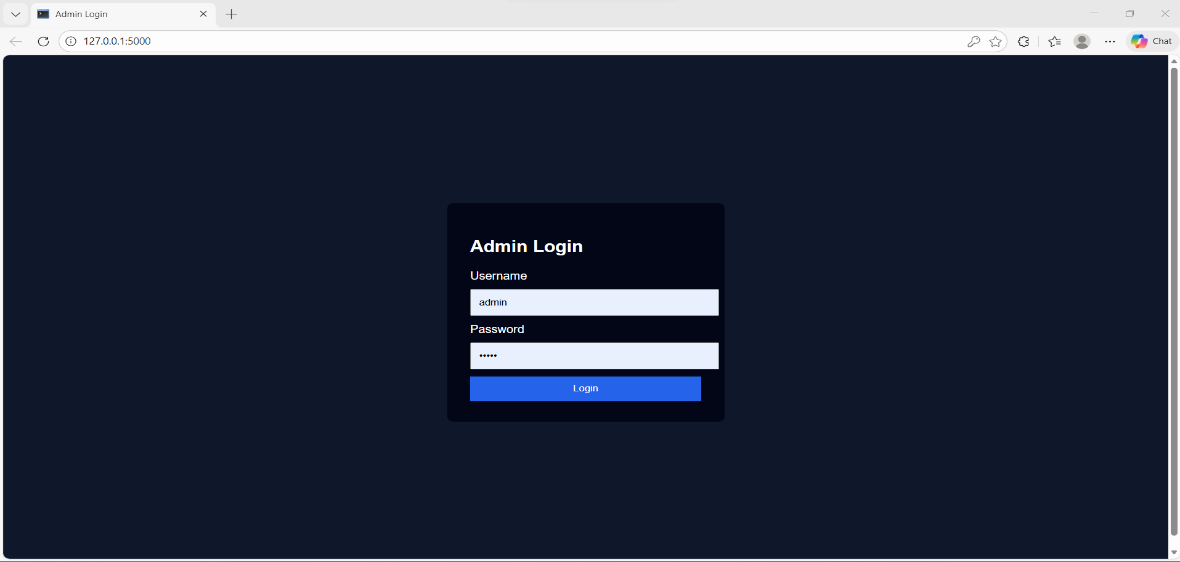 Admin Login
127.0.0.1:5000
Chat
Admin Login
Username
admin
Password
•••••
Login